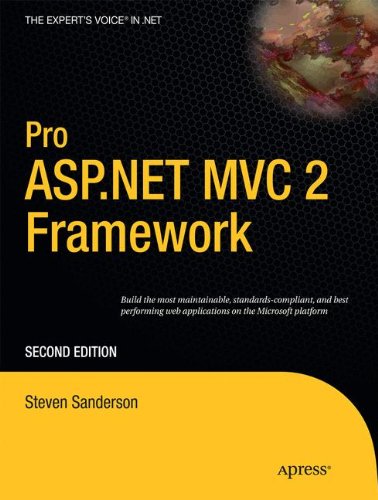 THE EXPERT'S VOICE® IN .NET
Pro
ASP.NET MVC 2
Framework
Build the most maintainable, standards-compliant, and best
performing web applications on the Microsoft platform
SECOND EDITION
Steven Sanderson
Apress®